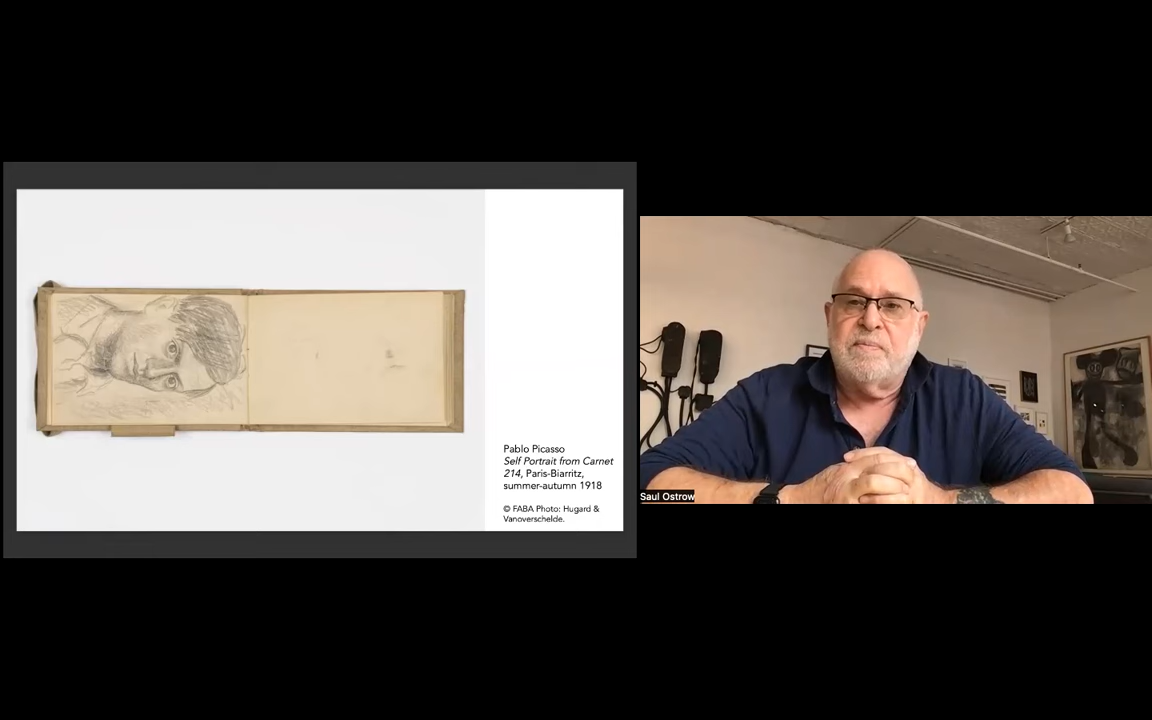 Pablo Picasso
Self Portrait from Carnet
214, Paris-Biarritz,
summer-autumn 1918
© FABA Photo: Hugard &
Vanoverschelde.
Saul Ostrow